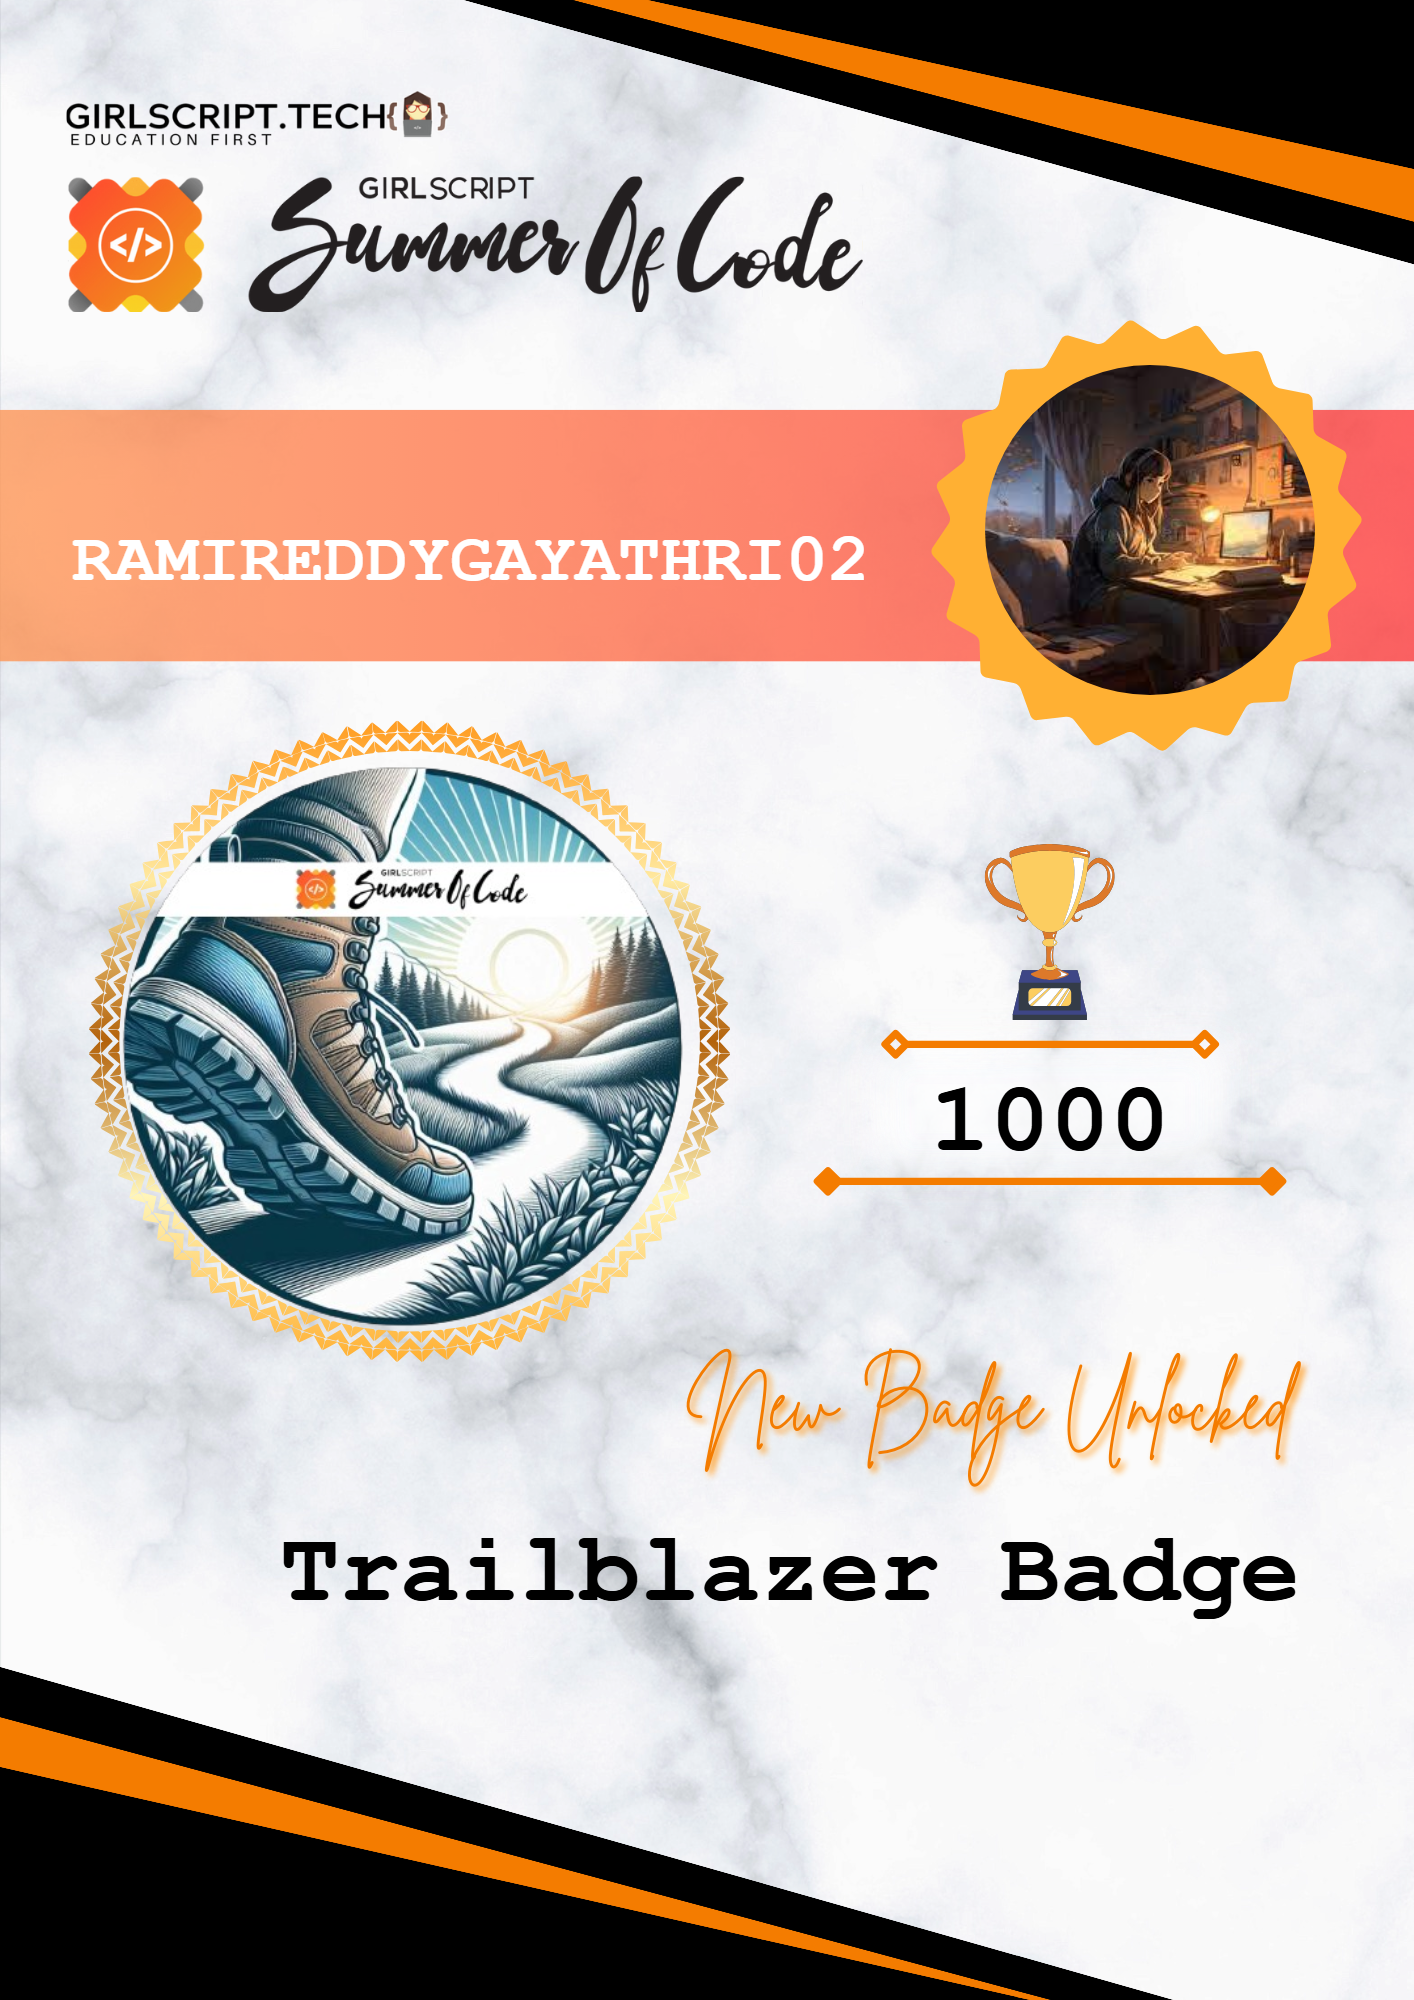 GIRLSCRIPT.TECH{ }
EDUCATION FIRST
GIRLSCRIPT
Summer Of Code
</>
RAMIREDDYGAYATHRI02
GIRLSCRIPT
Summer Of Code
</>
1000
New Badge Unlocked
Trailblazer Badge